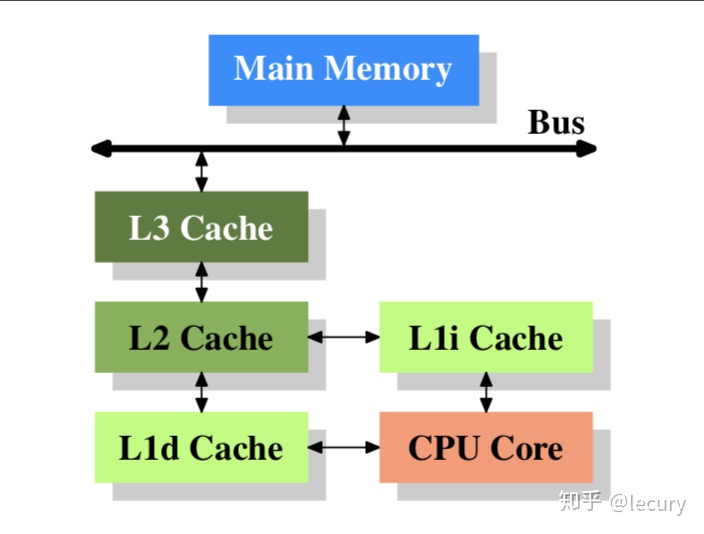 Main Memory
Bus
L3 Cache
L2 Cache
L1i Cache
L1d Cache
CPU Core
知乎 @lecury